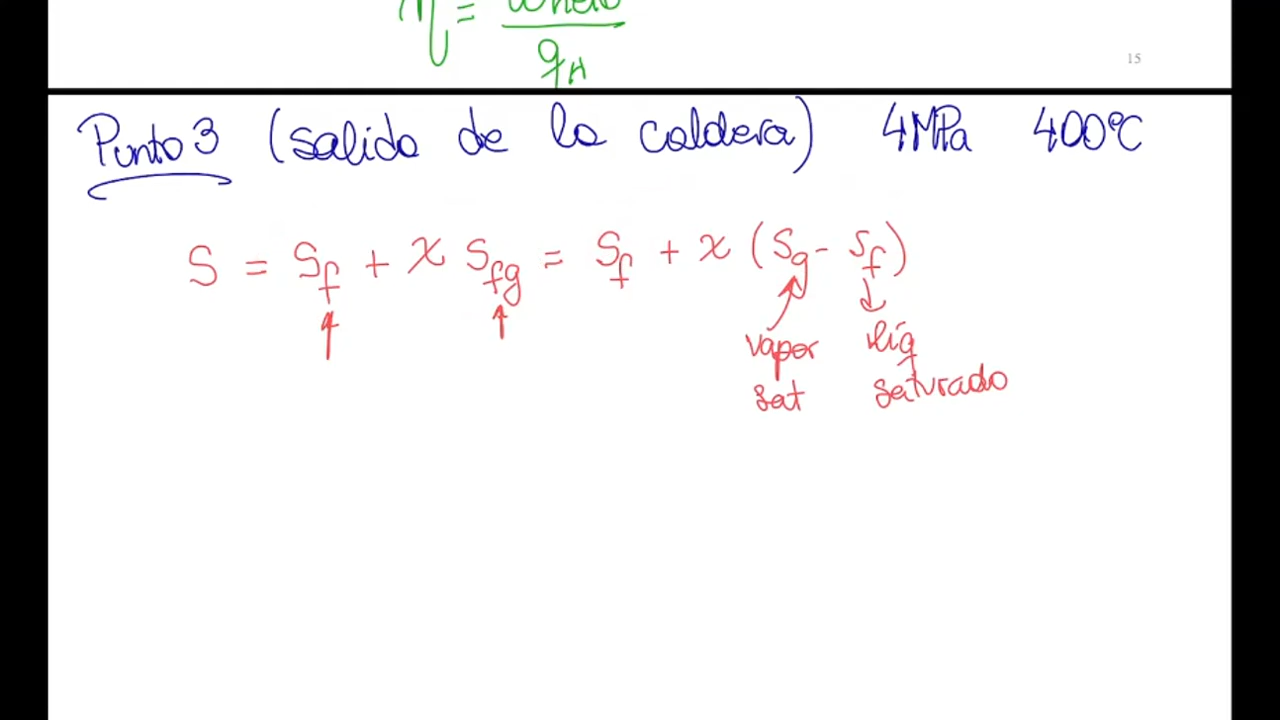 η =
q_H
15
Punto 3 (salida de la caldera) 4MPa 400°C
S = S_f + x S_fg = S_f + x (S_g - S_f)
vapor líq
sat saturado